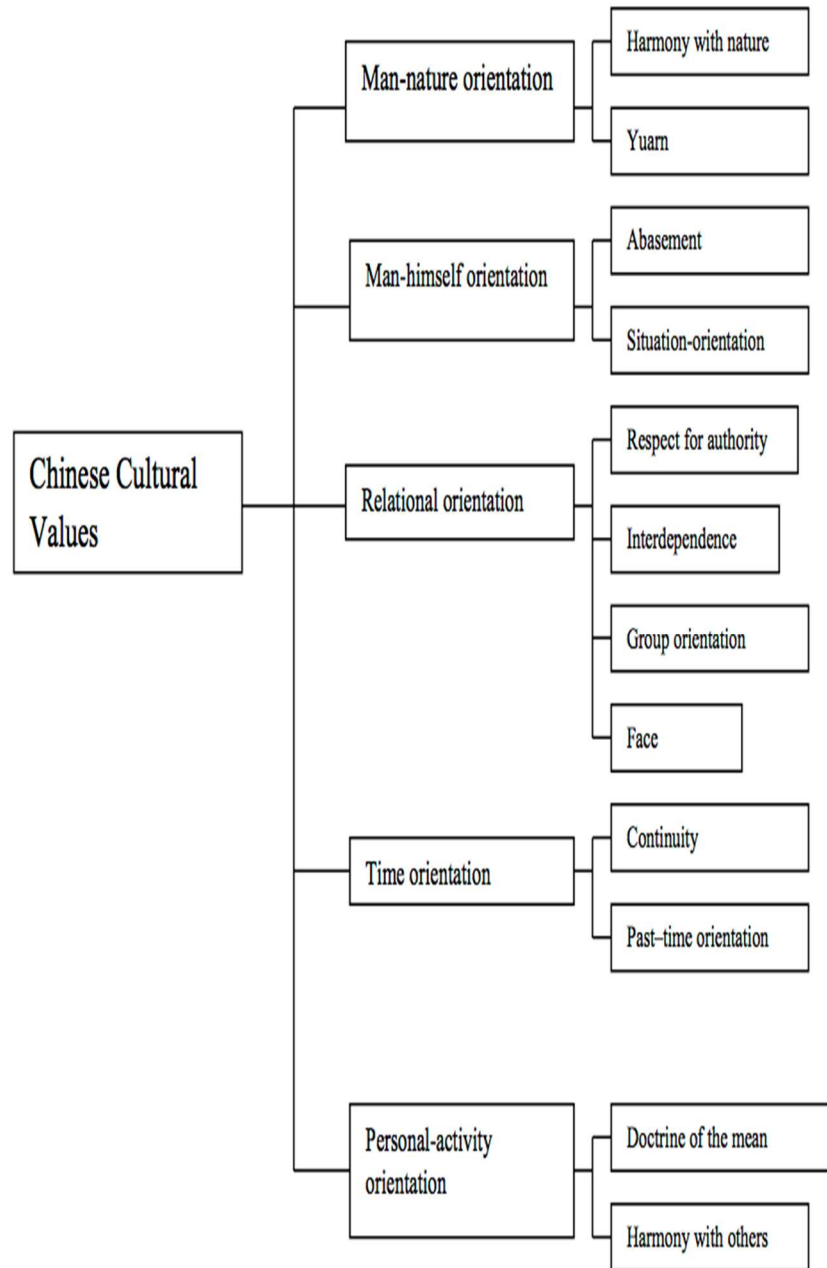 Chinese Cultural
Values
Man-nature orientation
Harmony with nature
Yuarn
Man-himself orientation
Abasement
Situation-orientation
Relational orientation
Respect for authority
Interdependence
Group orientation
Face
Time orientation
Continuity
Past–time orientation
Personal-activity
orientation
Doctrine of the mean
Harmony with others